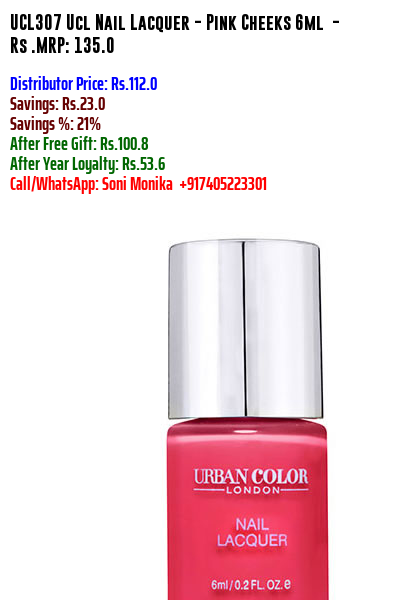 UCL307 Ucl Nail Lacquer - Pink Cheeks 6ml -
Rs .MRP: 135.0
Distributor Price: Rs.112.0
Savings: Rs.23.0
Savings %: 21%
After Free Gift: Rs.100.8
After Year Loyalty: Rs.53.6
Call/WhatsApp: Soni Monika +917405223301
URBAN COLOR
LONDON
NAIL
LACQUER
6ml/0.2 FL. OZ. e